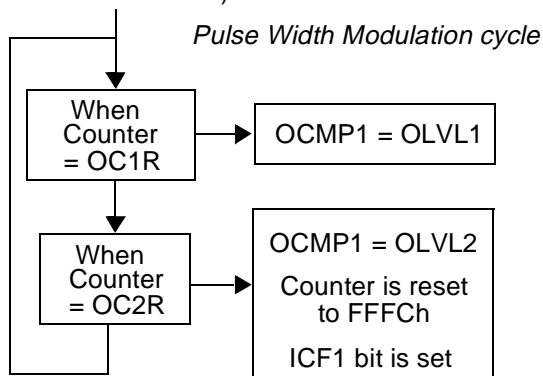 Pulse Width Modulation cycle
When
Counter
= OC1R
OCMP1 = OLVL1
When
Counter
= OC2R
OCMP1 = OLVL2
Counter is reset
to FFFCh
ICF1 bit is set